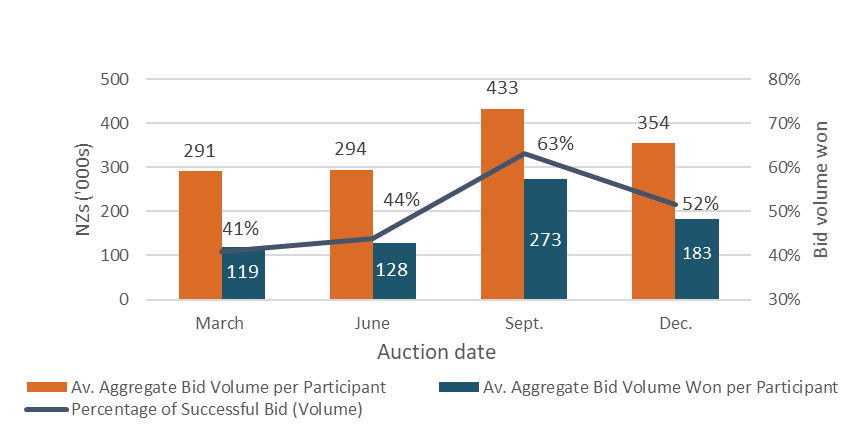 500
400
300
200
100
0
NZs ('000s)
80%
70%
60%
50%
40%
30%
Bid volume won
291
294
433
354
41%
44%
63%
52%
119
128
273
183
March
June
Sept.
Dec.
Auction date
Av. Aggregate Bid Volume per Participant
Av. Aggregate Bid Volume Won per Participant
Percentage of Successful Bid (Volume)